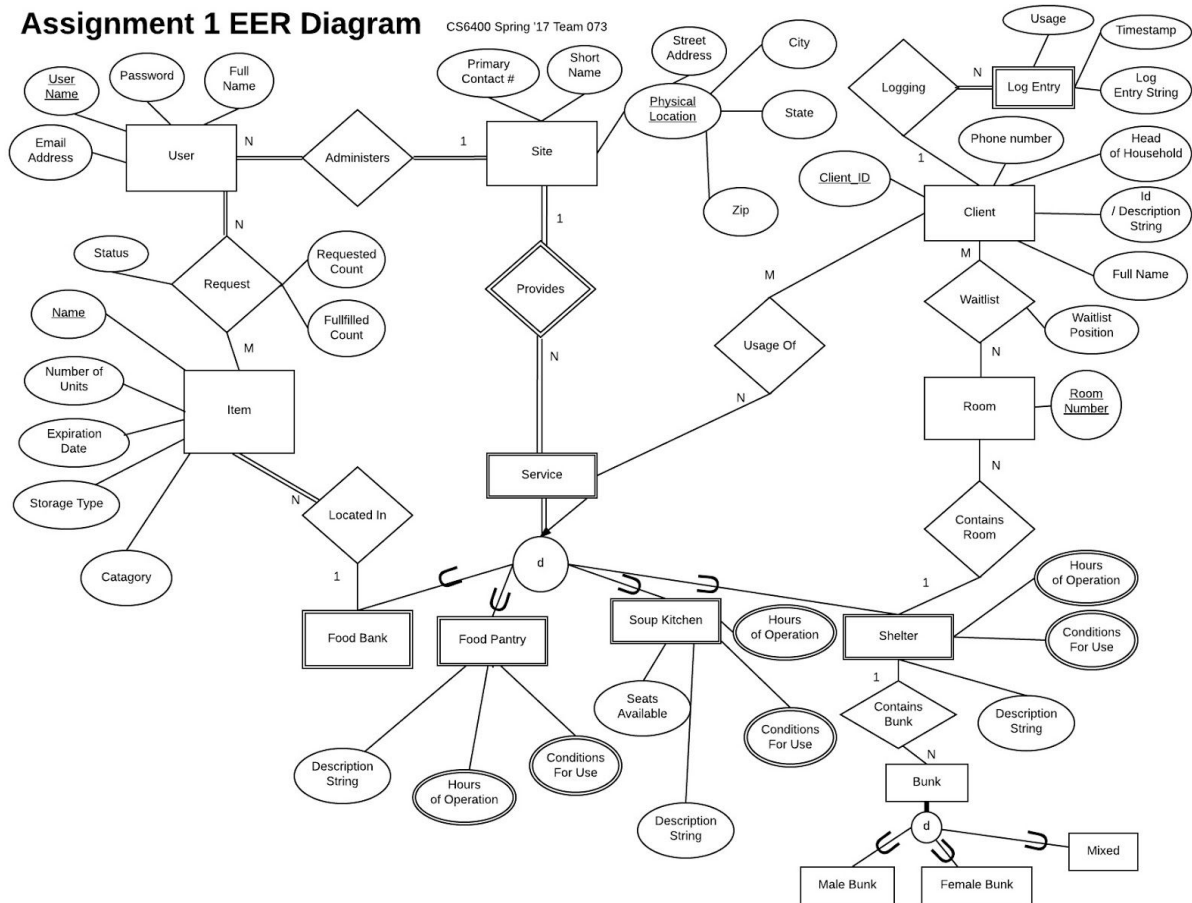 Assignment 1 EER Diagram
CS6400 Spring '17 Team 073
User
Name
Password
Full
Name
Email
Address
User
N
Administers
1
Primary
Contact #
Short
Name
Site
Street
Address
City
Physical
Location
State
Zip
Usage
Timestamp
Logging
N
Log Entry
Log
Entry String
1
Phone number
Head
of Household
Client_ID
Client
Id
/ Description
String
Full Name
N
Status
Request
Requested
Count
Fullfilled
Count
M
1
Provides
N
M
Usage Of
N
M
Waitlist
Waitlist
Position
N
Room
Room
Number
N
Contains
Room
1
Name
Number of
Units
Item
Expiration
Date
Storage Type
Catagory
N
Located In
1
Service
d
Food Bank
Food Pantry
Soup Kitchen
Hours
of Operation
Shelter
Hours
of Operation
Conditions
For Use
Description
String
Hours
of Operation
Conditions
For Use
Seats
Available
Description
String
Conditions
For Use
1
Contains
Bunk
Description
String
N
Bunk
d
Mixed
Male Bunk
Female Bunk